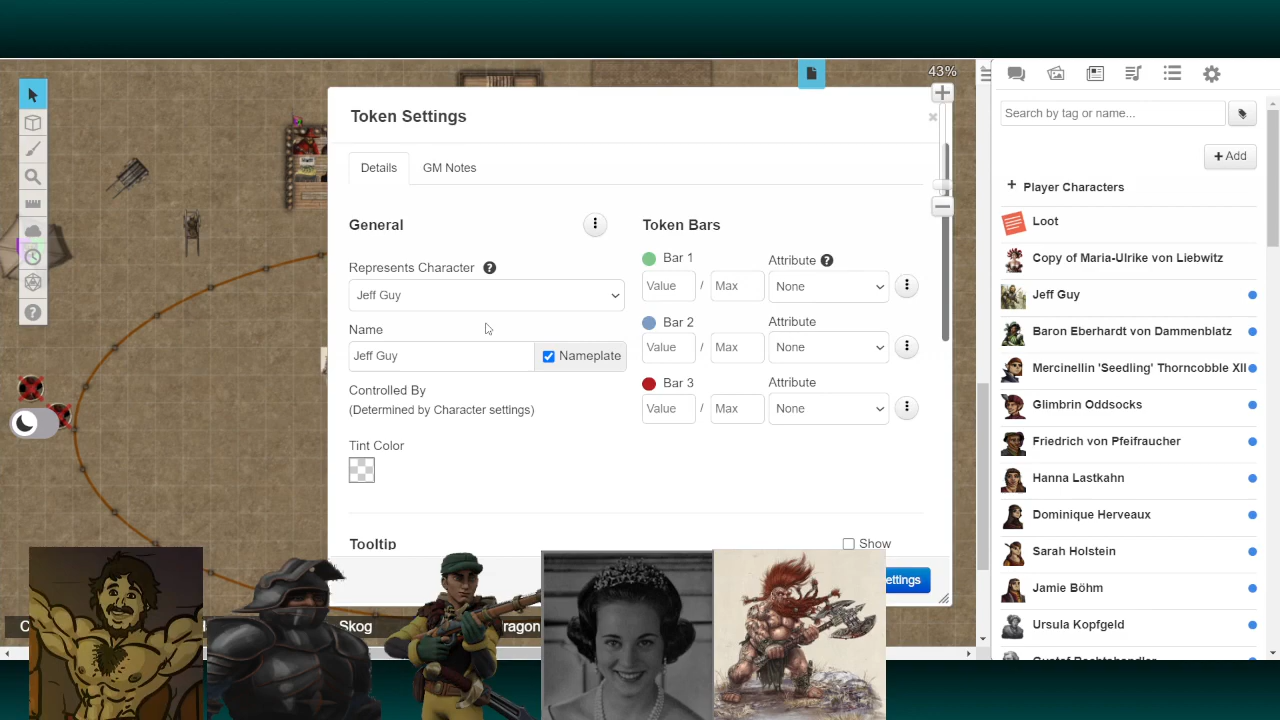 43%
Token Settings
Search by tag or name...
Add
Details
GM Notes
Player Characters
General
Token Bars
Loot
Bar 1
Attribute
Represents Character
Value / Max
None
Copy of Maria-Ulrike von Liebwitz
Jeff Guy
Jeff Guy
Bar 2
Attribute
Name
Value / Max
None
Baron Eberhardt von Dammenblatz
Jeff Guy
Nameplate
Mercinellin 'Seedling' Thorncobble XII
Bar 3
Attribute
Controlled By
Value / Max
None
Glimbrin Oddsocks
(Determined by Character settings)
Tint Color
Friedrich von Pfeifraucher
Hanna Lastkahn
Dominique Herveaux
Tooltip
Show
Sarah Holstein
ettings
Jamie Böhm
Skog
ragon
Ursula Kopfgeld